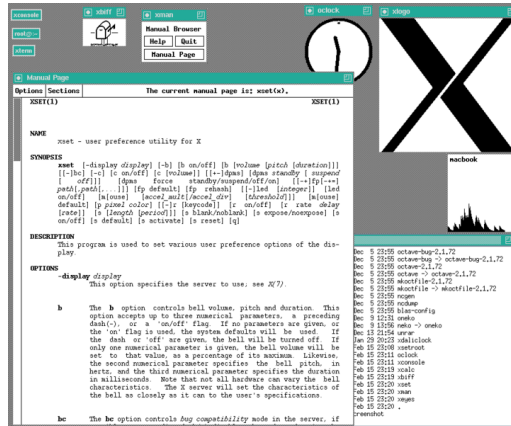 xconsole
xbiff
xman
oclock
xlogo
root@:~
xterm
Manual Browser
Help Quit
Manual Page
Manual Page
Options Sections The current manual page is: xset(x).
XSET(1) XSET(1)
NAME
xset - user preference utility for X
SYNOPSIS
xset [-display display] [-b] [b on/off] [b [volume [pitch [duration]]]
[[-]bc] [-c] [c on/off] [c [volume]] [[+-]dpms] [dpms standby [ suspend
[ off]]] [dpms force standby/suspend/off/on] [[-+]fp[-+=]
path[,path[,...]]] [fp default] [fp rehash] [[-]led [integer]] [led
on/off] [m[ouse] [accel_mult[/accel_div] [threshold]]] [m[ouse]
default] [p pixel color] [[-]r [keycode]] [r on/off] [r rate delay
[rate]] [s [length [period]]] [s blank/noblank] [s expose/noexpose] [s
on/off] [s default] [s activate] [s reset] [q]
DESCRIPTION
This program is used to set various user preference options of the dis-
play.
OPTIONS
-display display
This option specifies the server to use; see X(7).
b The b option controls bell volume, pitch and duration. This
option accepts up to three numerical parameters, a preceding
dash(-), or a 'on/off' flag. If no parameters are given, or
the 'on' flag is used, the system defaults will be used. If
the dash or 'off' are given, the bell will be turned off. If
only one numerical parameter is given, the bell volume will be
set to that value, as a percentage of its maximum. Likewise,
the second numerical parameter specifies the bell pitch, in
hertz, and the third numerical parameter specifies the duration
in milliseconds. Note that not all hardware can vary the bell
characteristics. The X server will set the characteristics of
the bell as closely as it can to the user's specifications.
bc The bc option controls bug compatibility mode in the server, if
macbook
Dec 5 23:55 octave-bug-2.1.72
Dec 5 23:55 octave-bug -> octave-bug-2.1.72
Dec 5 23:55 octave-2.1.72
Dec 5 23:55 octave -> octave-2.1.72
Dec 5 23:55 mkoctfile-2.1.72
Dec 5 23:55 mkoctfile -> mkoctfile-2.1.72
Dec 5 23:55 ncgen
Dec 5 23:55 ncdump
Dec 5 23:55 blas-config
Dec 9 12:31 oneko
Dec 9 13:56 neko -> oneko
Dec 13 21:54 unrar
Jan 29 20:23 xdaliclock
Feb 15 23:08 xsetroot
Feb 15 23:11 oclock
Feb 15 23:11 xconsole
Feb 15 23:19 xcalc
Feb 15 23:19 xbiff
Feb 15 23:20 xset
Feb 15 23:20 xman
Feb 15 23:20 xeyes
Feb 15 23:20 .
creenshot